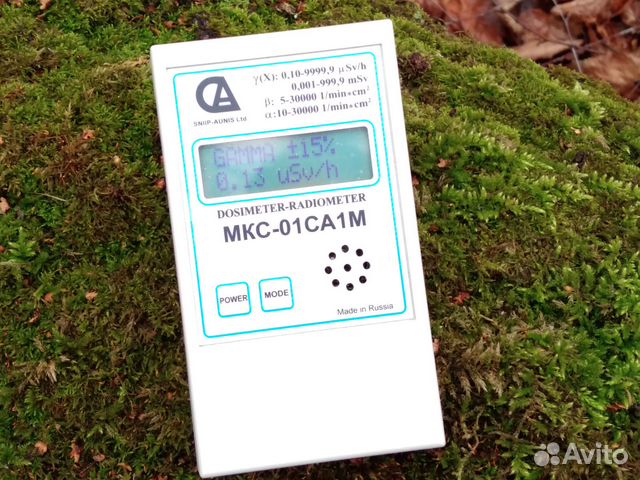 γ(X): 0,10-9999,9 μSv/h
0,001-999,9 mSv
β: 5-30000 1/min•cm²
α:10-30000 1/min•cm²
SNIIP-AUNIS Ltd
GAMMA ±15%
0.13 uSv/h
DOSIMETER-RADIOMETER
МКС-01СА1М
POWER
MODE
Made in Russia
Avito